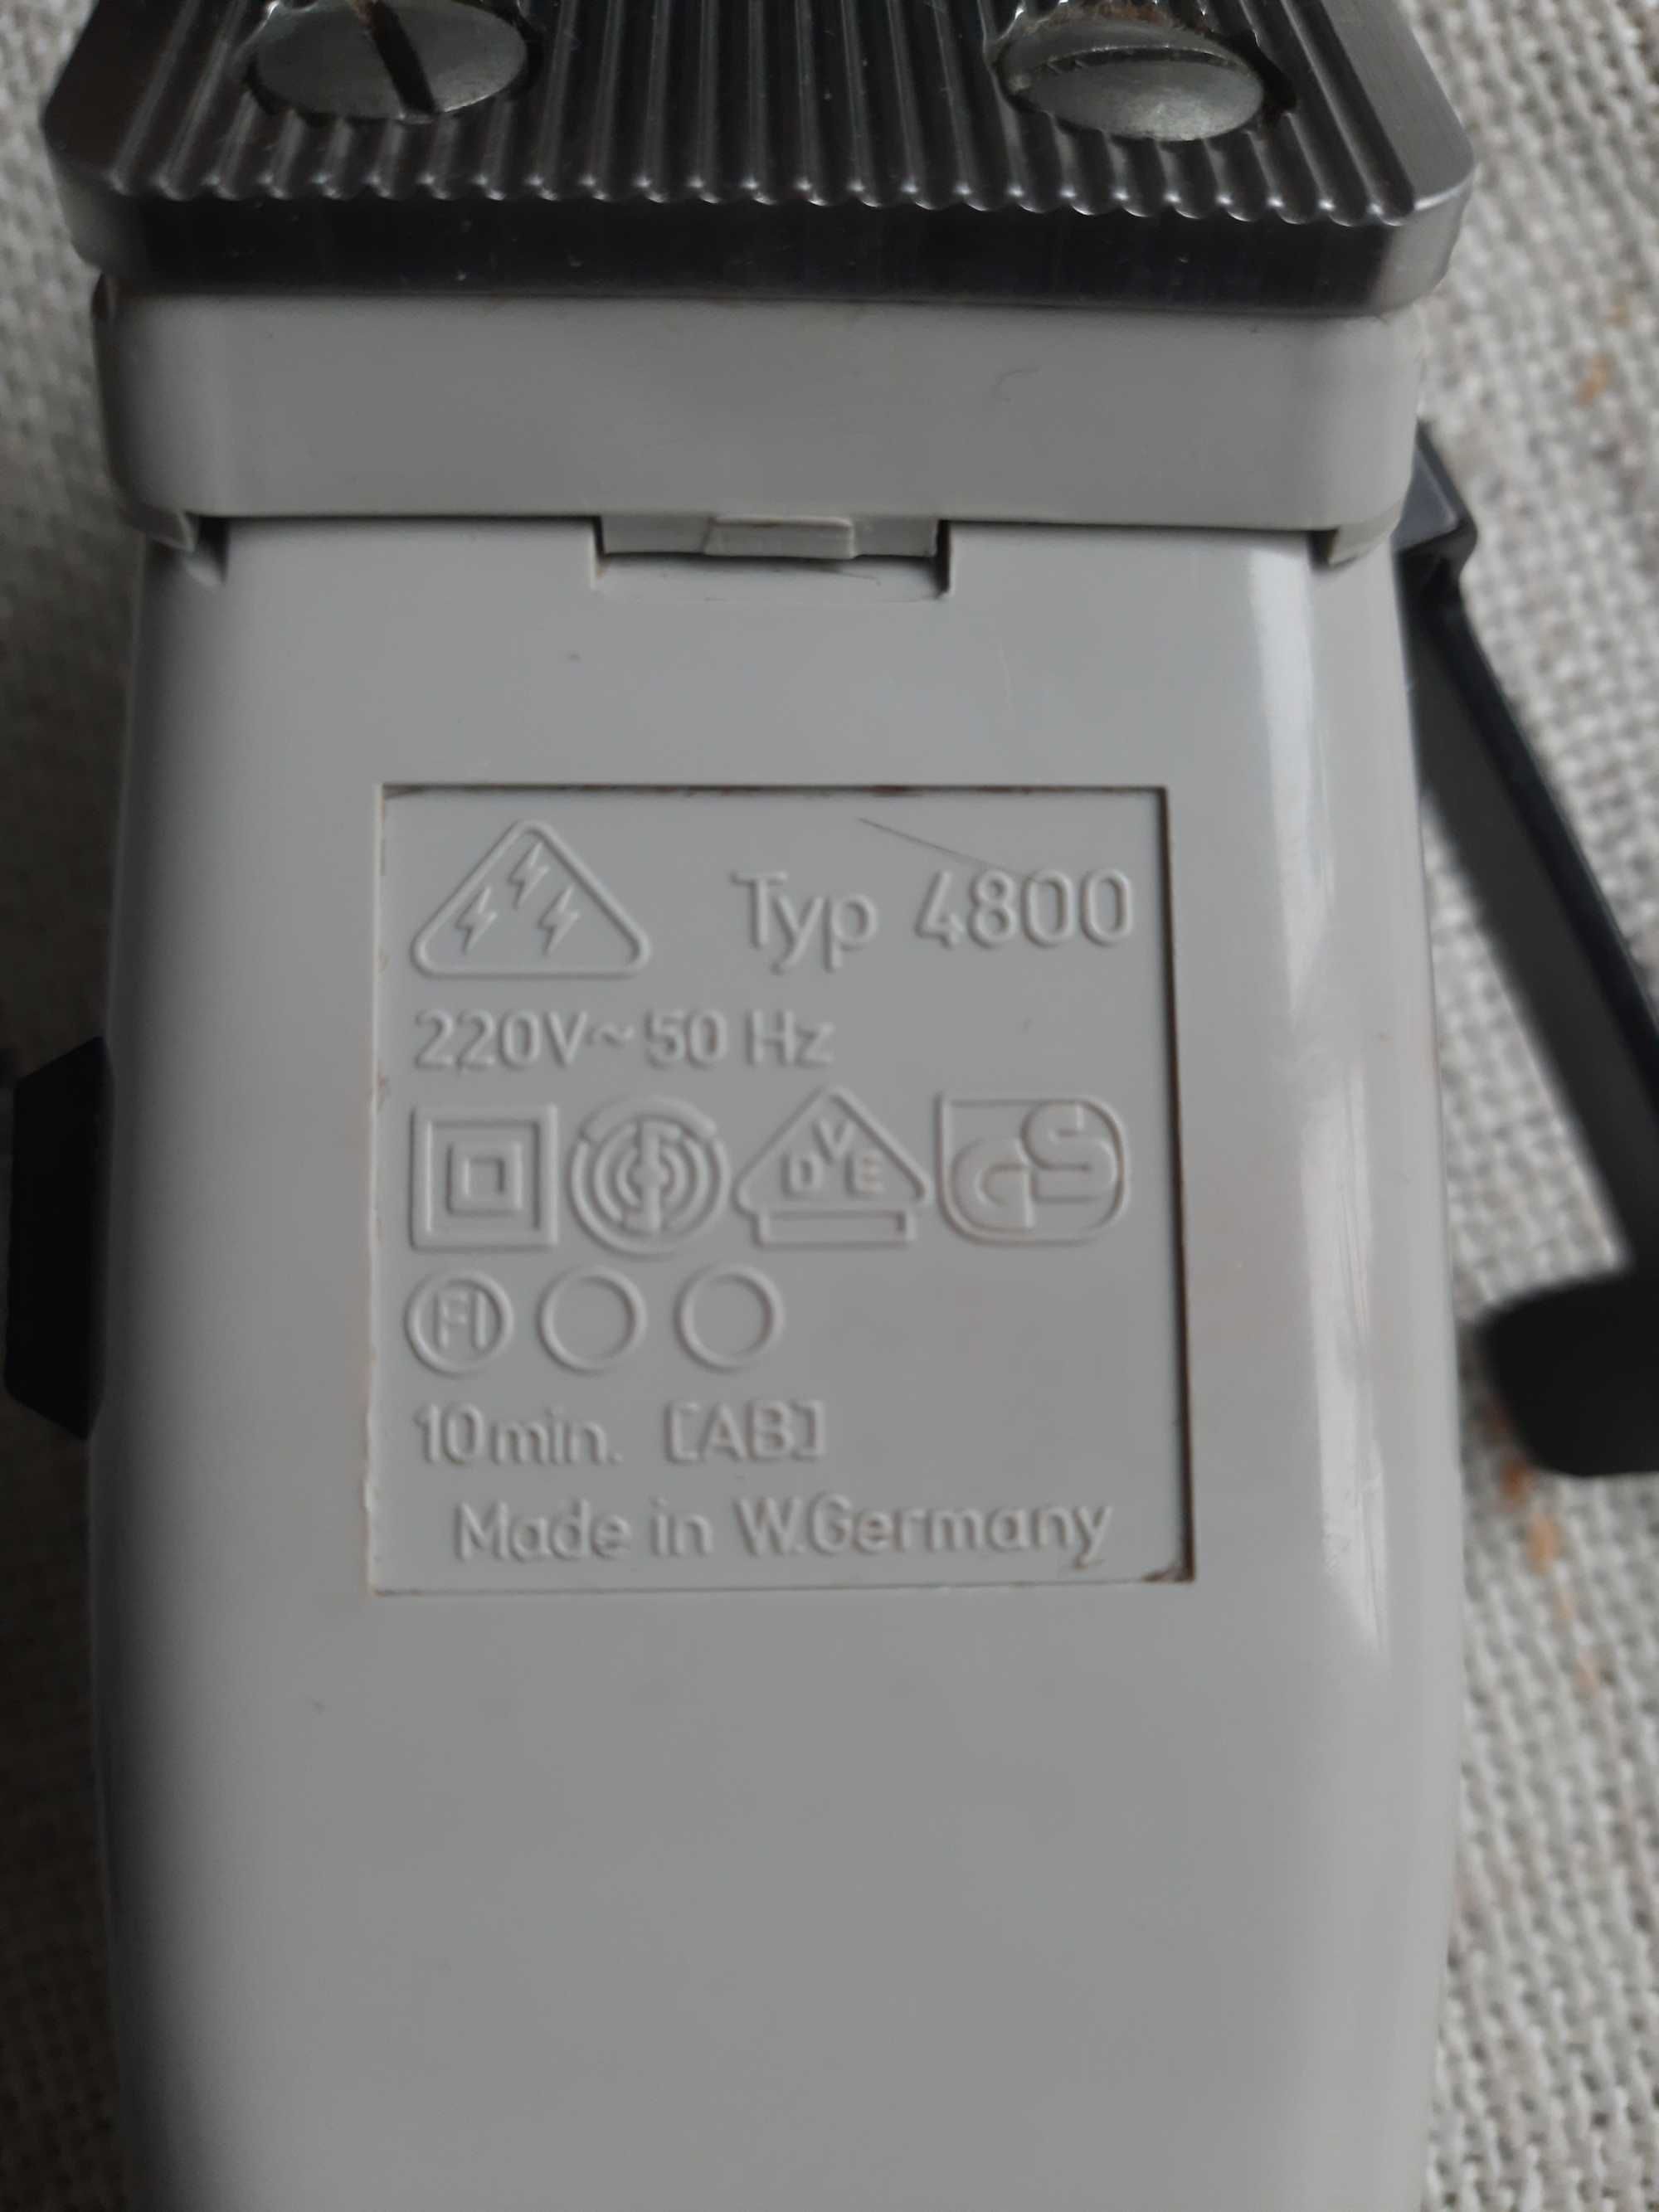 Typ 4800
220V~50 Hz
DVE GS
FI
10min. [AB]
Made in W.Germany